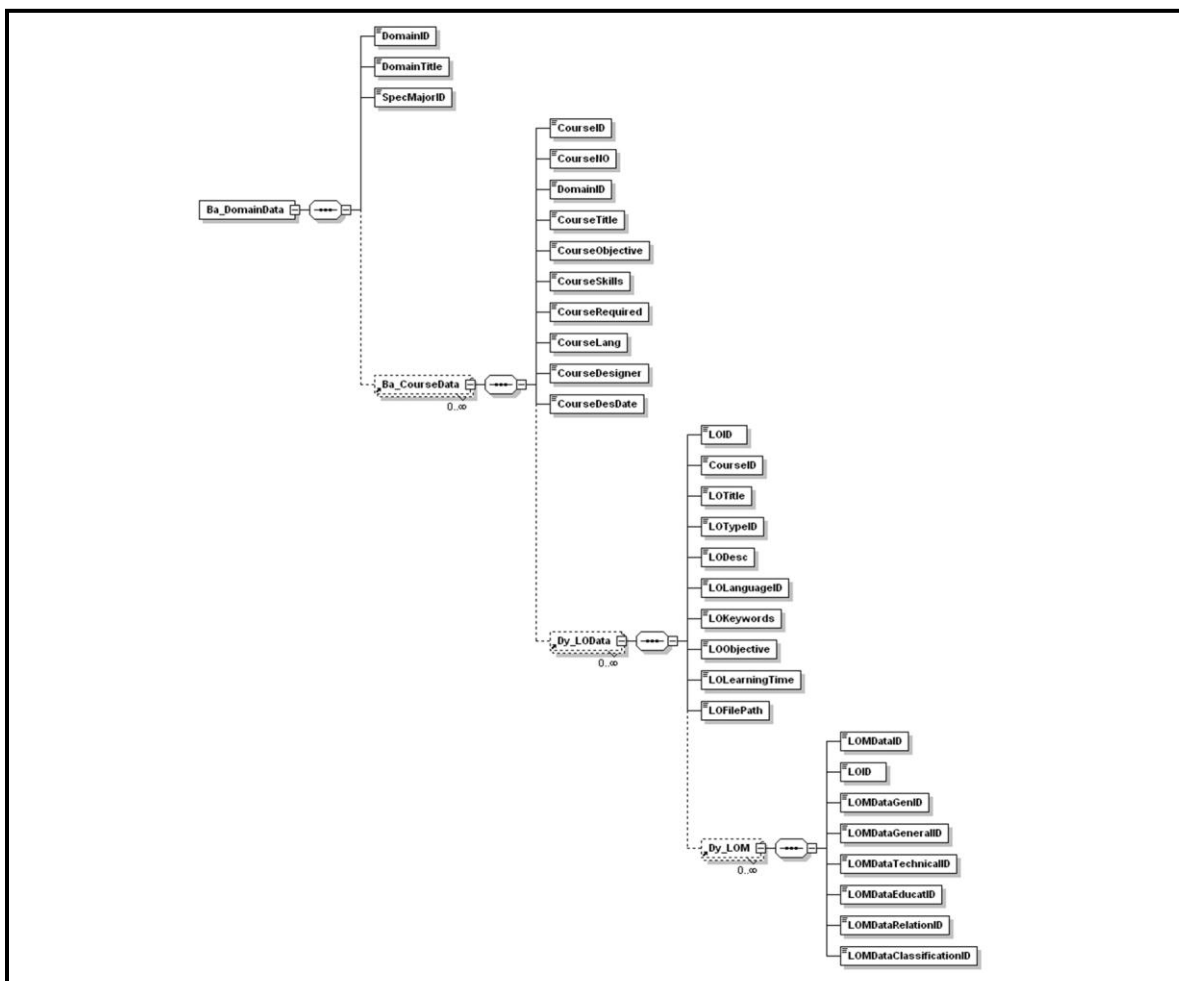 DomainID
DomainTitle
SpecMajorID
Ba_DomainData
CourseID
CourseNO
DomainID
CourseTitle
CourseObjective
CourseSkills
CourseRequired
CourseLang
CourseDesigner
CourseDesDate
Ba_CourseData
0..∞
LOID
CourseID
LOTitle
LOTypeID
LODesc
LOLanguageID
LOKeywords
LOObjective
LOLearningTime
LOFilePath
Dy_LOData
0..∞
LOMDataID
LOID
LOMDataGenID
LOMDataGeneralID
LOMDataTechnicalID
LOMDataEducatID
LOMDataRelationID
LOMDataClassificationID
Dy_LOM
0..∞